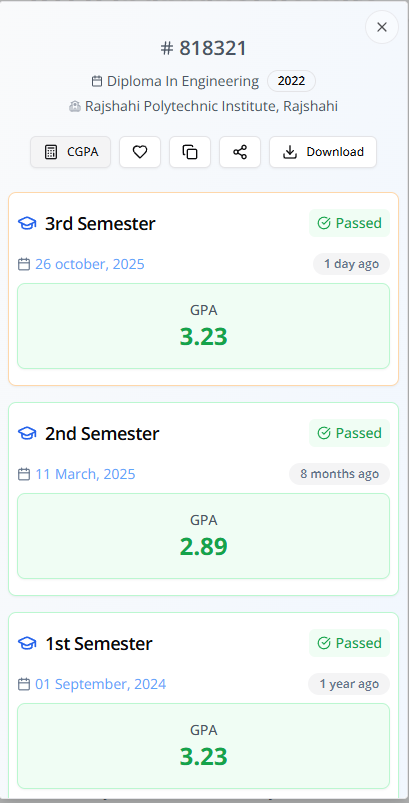 # 818321
Diploma In Engineering 2022
Rajshahi Polytechnic Institute, Rajshahi
CGPA Download
3rd Semester Passed
26 october, 2025 1 day ago
GPA
3.23
2nd Semester Passed
11 March, 2025 8 months ago
GPA
2.89
1st Semester Passed
01 September, 2024 1 year ago
GPA
3.23